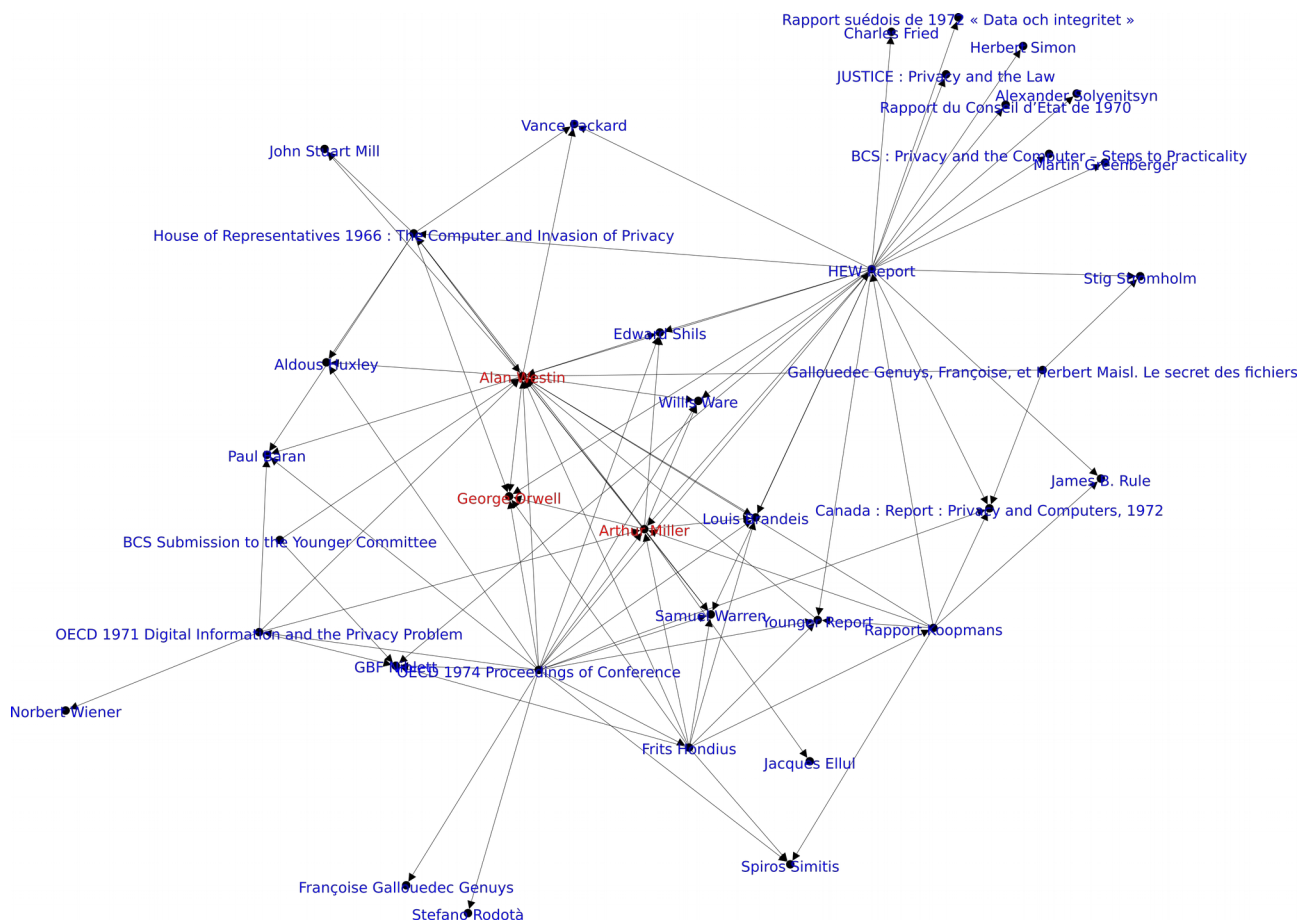 Rapport suédois de 1972 « Data och integritet »
Charles Fried
Herbert Simon
JUSTICE : Privacy and the Law
Alexander Solvenitsyn
Rapport du Conseil d'Etat de 1970
Vance Packard
John Stuart Mill
BCS : Privacy and the Computer – Steps to Practicality
Martin Greenberger
House of Representatives 1966 : The Computer and Invasion of Privacy
HEW Report
Stig Strömholm
Edward Shils
Aldous Huxley
Alan Westin
Gallouedec Genuys, Françoise, et Herbert Maisl. Le secret des fichiers
Willis Ware
Paul Baran
James B. Rule
George Orwell
Canada : Report : Privacy and Computers, 1972
Louis Brandeis
Arthur Miller
BCS Submission to the Younger Committee
Samuel Warren
Younger Report
Rapport Koopmans
OECD 1971 Digital Information and the Privacy Problem
GBF Niblett
OECD 1974 Proceedings of Conference
Norbert Wiener
Frits Hondius
Jacques Ellul
Spiros Simitis
Françoise Gallouedec Genuys
Stefano Rodotà